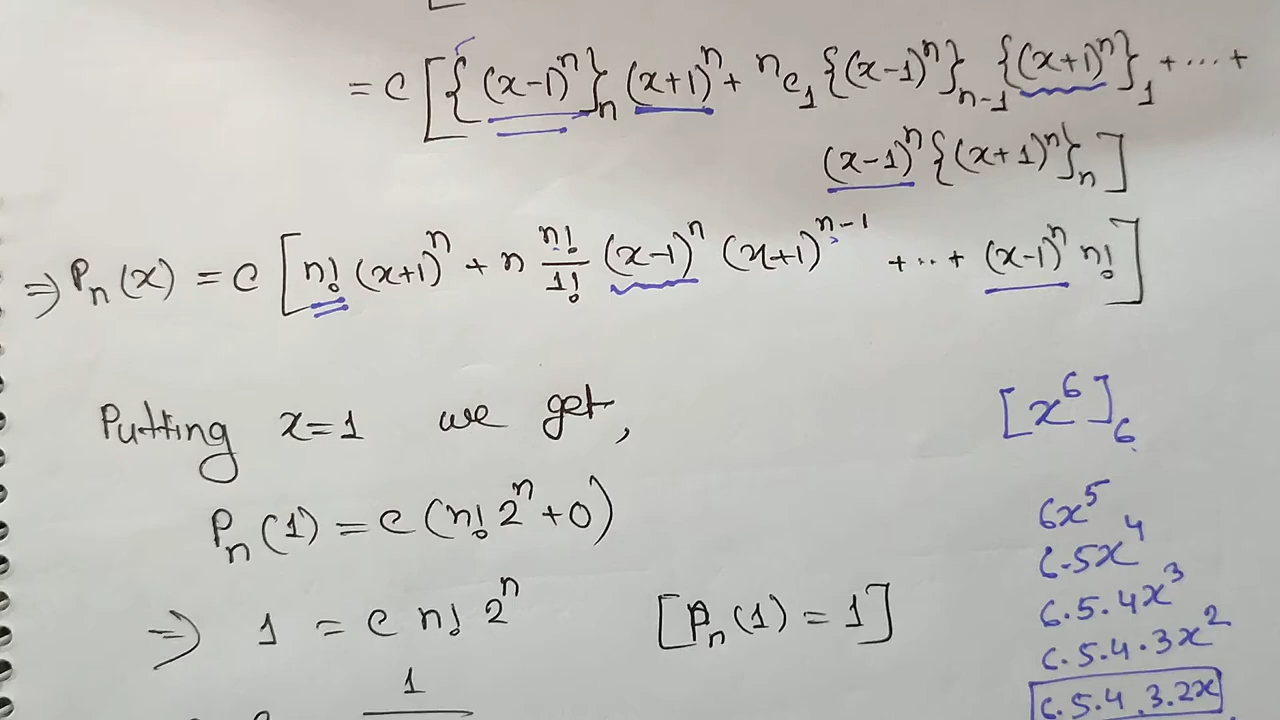 = c [ { (x-1)^n }_n (x+1)^n + ^nc_1 { (x-1)^n }_{n-1} { (x+1)^n }_1 + ... +
(x-1)^n { (x+1)^n }_n ]
⇒ P_n(x) = c [ n! (x+1)^n + n n!/1! (x-1)^n (x+1)^{n-1} + .. + (x-1)^n n! ]
Putting x=1 we get,
[x^6]_6
P_n(1) = c (n! 2^n + 0)
6x^5
6.5x^4
⇒ 1 = c n! 2^n [P_n(1) = 1]
6.5.4x^3
6.5.4.3x^2
1
6.5.4.3.2x